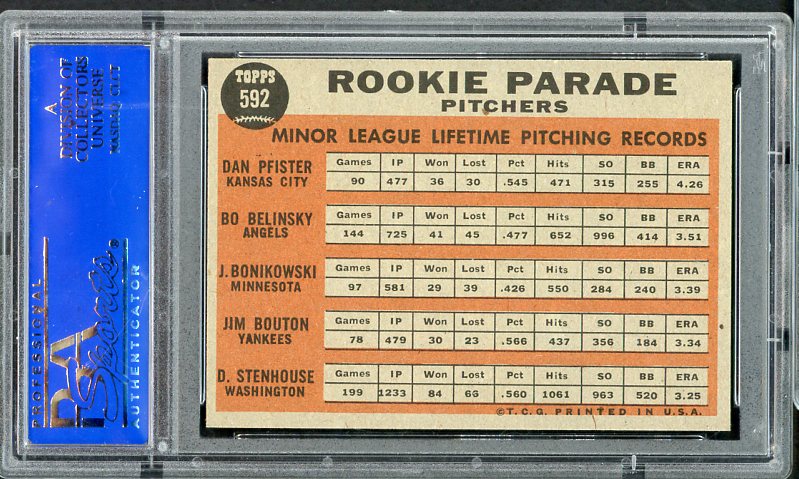 TOPPS
592
ROOKIE PARADE
PITCHERS
MINOR LEAGUE LIFETIME PITCHING RECORDS
DAN PFISTER
KANSAS CITY
Games IP Won Lost Pct Hits SO BB ERA
90 477 36 30 .545 471 315 255 4.26
BO BELINSKY
ANGELS
Games IP Won Lost Pct Hits SO BB ERA
144 725 41 45 .477 652 996 414 3.51
J. BONIKOWSKI
MINNESOTA
Games IP Won Lost Pct Hits SO BB ERA
97 581 29 39 .426 550 284 240 3.39
JIM BOUTON
YANKEES
Games IP Won Lost Pct Hits SO BB ERA
78 479 30 23 .566 437 356 184 3.34
D. STENHOUSE
WASHINGTON
Games IP Won Lost Pct Hits SO BB ERA
199 1233 84 66 .560 1061 963 520 3.25
© T.C.G. PRINTED IN U.S.A.
A
DIVISION OF
COLLECTORS
UNIVERSE
NASDAQ: CLCT
PROFESSIONAL
PSA
Sports
AUTHENTICATOR®